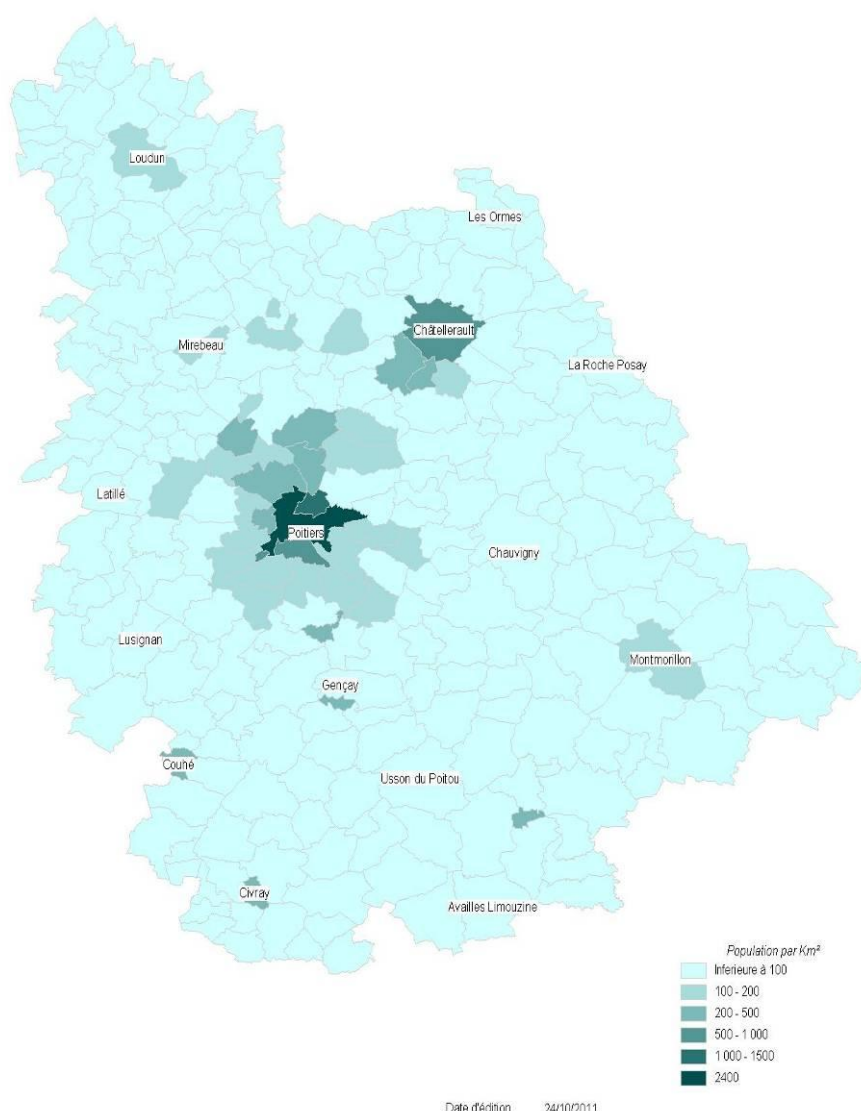 Loudun
Les Ormes
Châtellerault
Mirebeau
La Roche Posay
Latillé
Poitiers
Chauvigny
Lusignan
Montmorillon
Gençay
Couhé
Usson du Poitou
Civray
Availles Limouzine
Population par Km²
Inferieure à 100
100 - 200
200 - 500
500 - 1 000
1 000 - 1500
2400
Date d'édition 24/10/2011